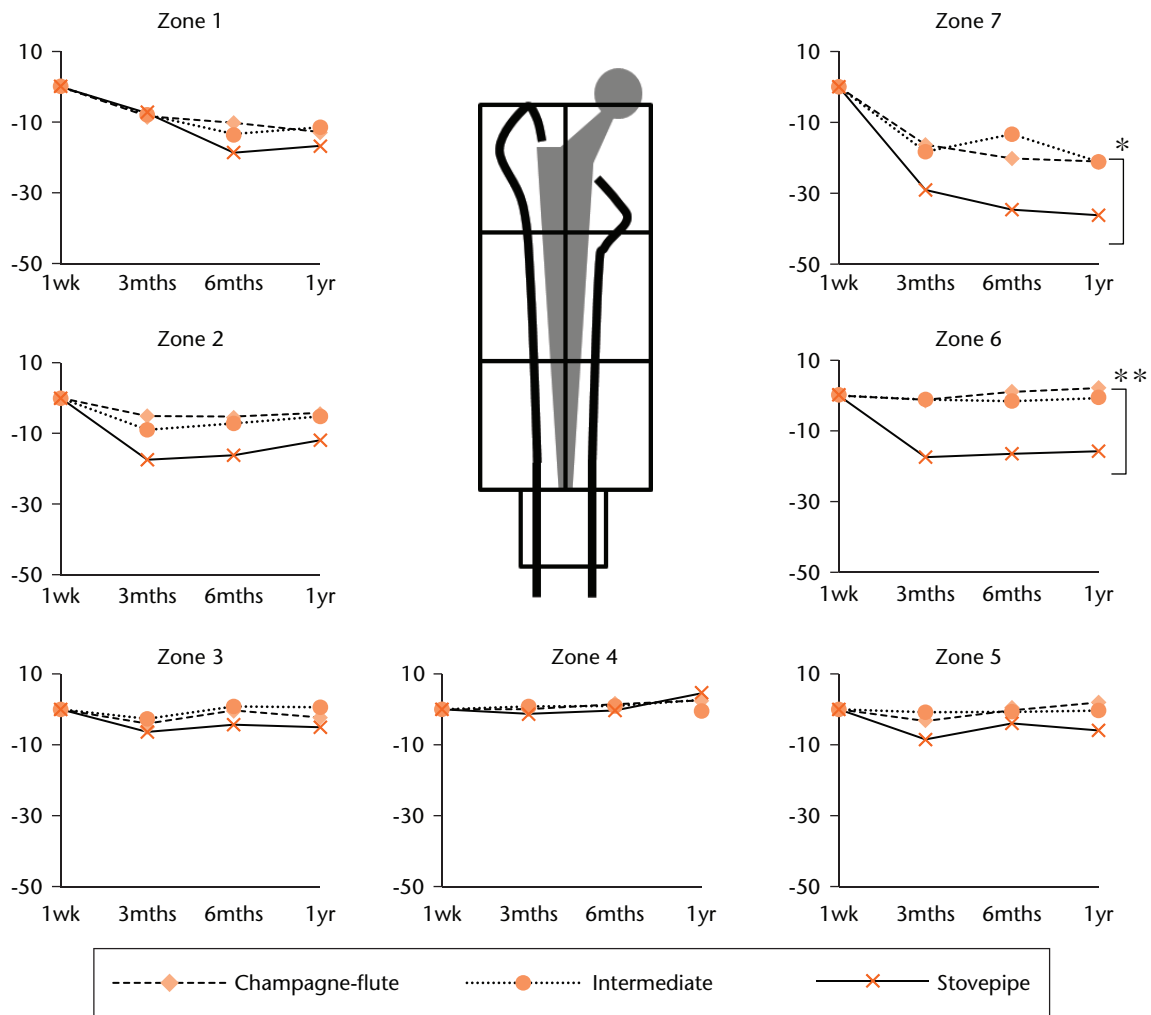 Zone 1
10
-10
-30
-50
1wk 3mths 6mths 1yr
Zone 7
10
-10
-30
-50
1wk 3mths 6mths 1yr
*
Zone 2
10
-10
-30
-50
1wk 3mths 6mths 1yr
Zone 6
10
-10
-30
-50
1wk 3mths 6mths 1yr
**
Zone 3
10
-10
-30
-50
1wk 3mths 6mths 1yr
Zone 4
10
-10
-30
-50
1wk 3mths 6mths 1yr
Zone 5
10
-10
-30
-50
1wk 3mths 6mths 1yr
Champagne-flute Intermediate Stovepipe